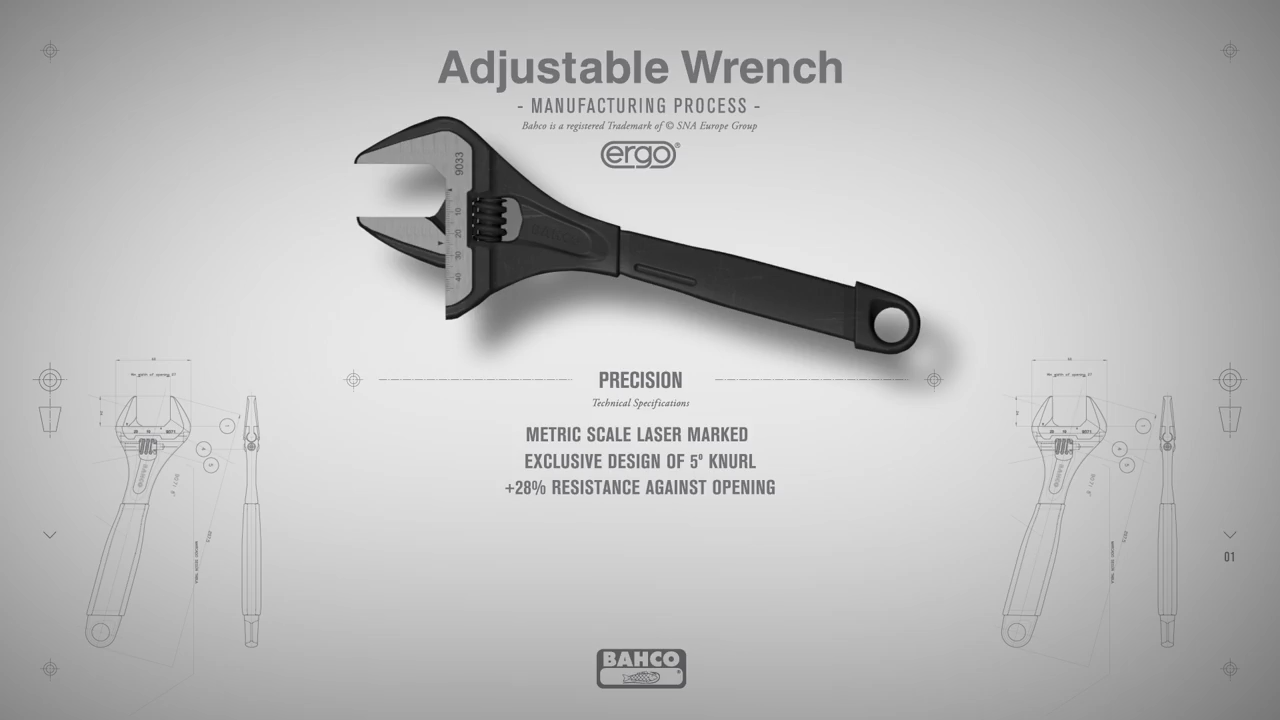 Adjustable Wrench
- MANUFACTURING PROCESS -
Bahco is a registered Trademark of © SNA Europe Group
ergo®
9033
10
20
30
40
PRECISION
Technical Specifications
METRIC SCALE LASER MARKED
EXCLUSIVE DESIGN OF 5º KNURL
+28% RESISTANCE AGAINST OPENING
01
BAHCO